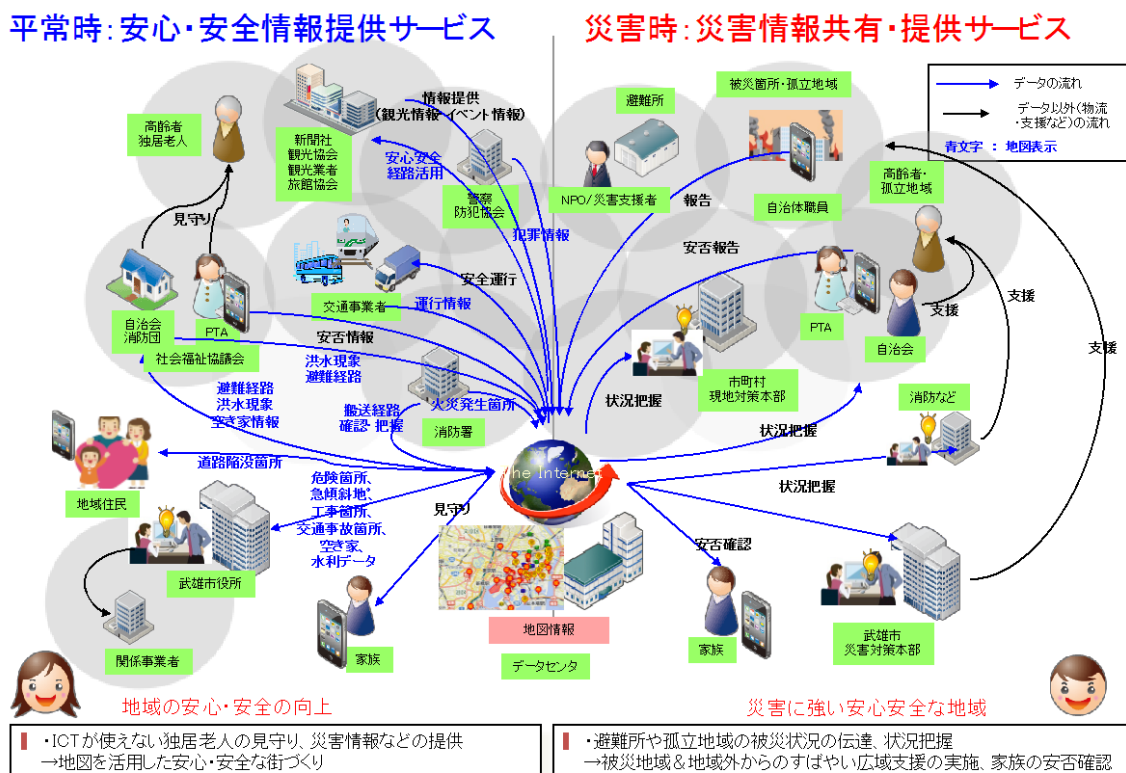 平常時：安心・安全情報提供サービス
災害時：災害情報共有・提供サービス
データの流れ
データ以外（物流
・支援など）の流れ
青文字 ： 地図表示
高齢者
独居老人
新聞社
観光協会
観光業者
旅館協会
情報提供
（観光情報・イベント情報）
安心安全
経路活用
警察
防犯協会
犯罪情報
避難所
NPO/災害支援者
被災箇所・孤立地域
自治体職員
報告
高齢者・
孤立地域
見守り
自治会
消防団
PTA
社会福祉協議会
交通事業者
安全運行
運行情報
安否情報
洪水現象
避難経路
安否報告
PTA
自治会
支援
支援
支援
避難経路
洪水現象
空き家情報
搬送経路
確認・把握
火災発生箇所
消防署
状況把握
市町村
現地対策本部
消防など
状況把握
状況把握
地域住民
道路陥没箇所
危険箇所、
急傾斜地、
工事箇所、
交通事故箇所、
空き家、
水利データ
見守り
The Internet
安否確認
武雄市役所
関係事業者
家族
地図情報
データセンタ
家族
武雄市
災害対策本部
地域の安心・安全の向上
災害に強い安心安全な地域
・ICTが使えない独居老人の見守り、災害情報などの提供
→地図を活用した安心・安全な街づくり
・避難所や孤立地域の被災状況の伝達、状況把握
→被災地域＆地域外からのすばやい広域支援の実施、家族の安否確認